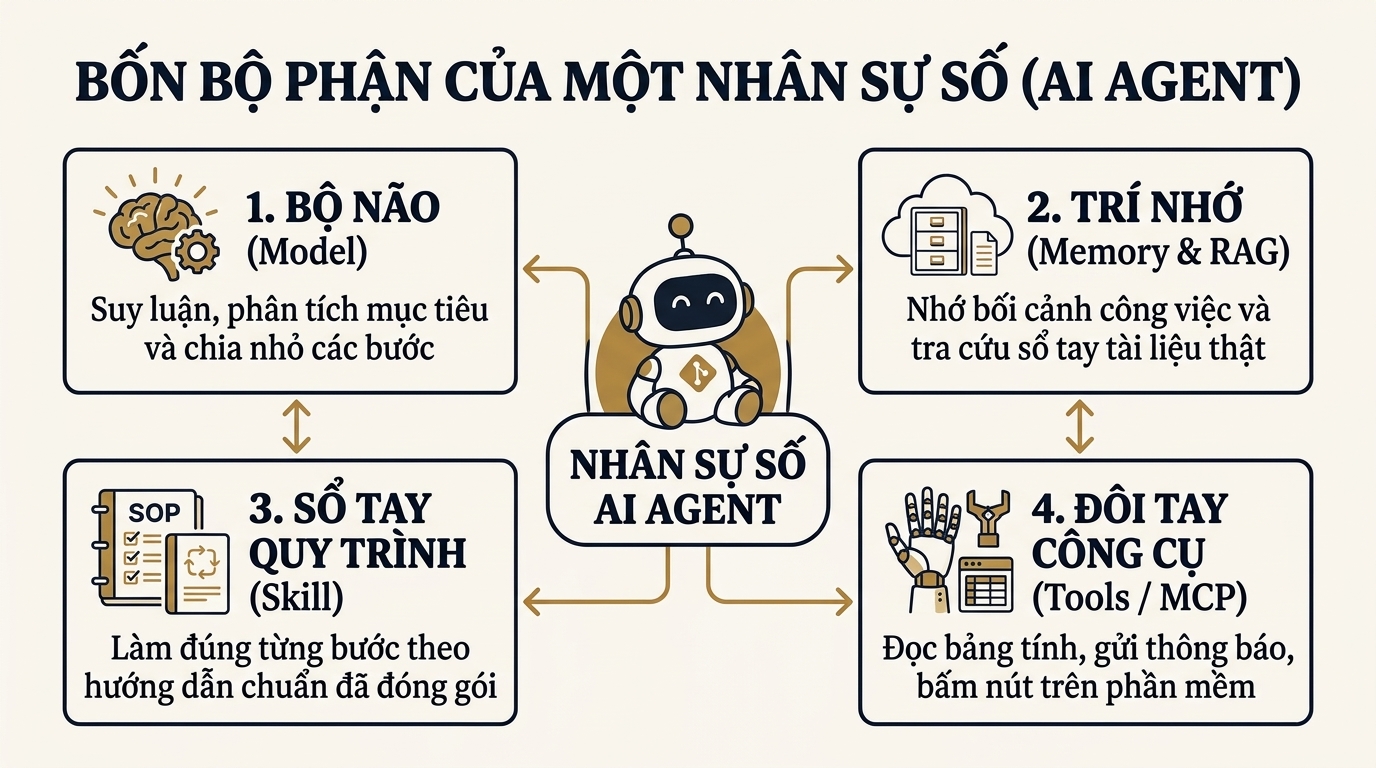 BỐN BỘ PHẬN CỦA MỘT NHÂN SỰ SỐ (AI AGENT)
1. BỘ NÃO
(Model)
Suy luận, phân tích mục tiêu
và chia nhỏ các bước
2. TRÍ NHỚ
(Memory & RAG)
Nhớ bối cảnh công việc và
tra cứu sổ tay tài liệu thật
NHÂN SỰ SỐ
AI AGENT
SOP
3. SỔ TAY
QUY TRÌNH
(Skill)
Làm đúng từng bước theo
hướng dẫn chuẩn đã đóng gói
4. ĐÔI TAY
CÔNG CỤ
(Tools / MCP)
Đọc bảng tính, gửi thông báo,
bấm nút trên phần mềm